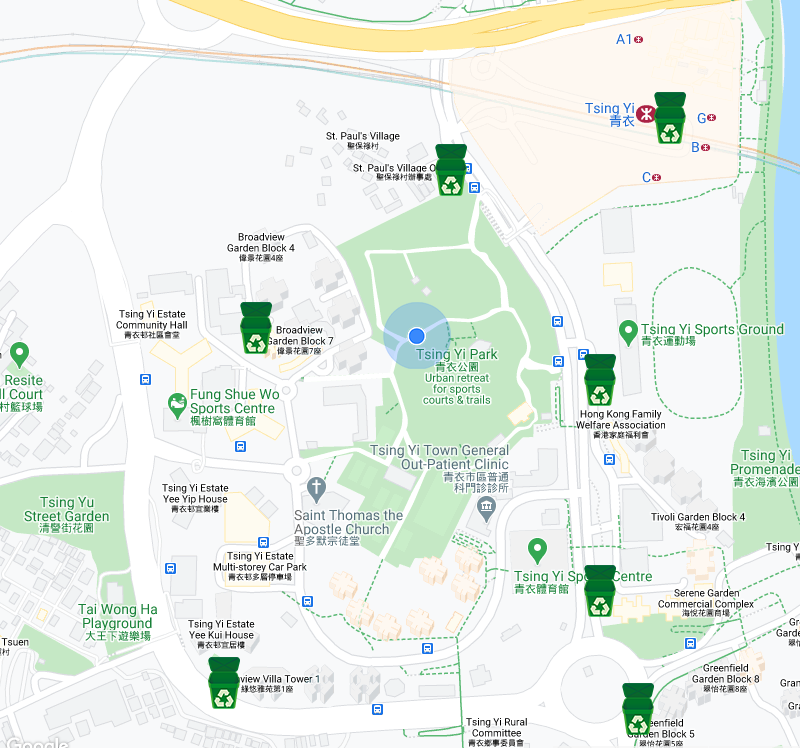 A1
Tsing Yi
青衣
G
B
C
St. Paul's Village
聖保祿村
St. Paul's Village O
聖保祿村辦事處
Broadview
Garden Block 4
偉景花園4座
Tsing Yi Estate
Community Hall
青衣邨社區會堂
Broadview
Garden Block 7
偉景花園7座
Tsing Yi Sports Ground
青衣運動場
Tsing Yi Park
青衣公園
Urban retreat
for sports
courts & trails
Resite
ll Court
村籃球場
Fung Shue Wo
Sports Centre
楓樹窩體育館
Hong Kong Family
Welfare Association
香港家庭福利會
Tsing Yi Town General
Out-Patient Clinic
青衣市區普通
科門診診所
Tsing Yi
Promenade
青衣海濱公園
Tsing Yi Estate
Yee Yip House
青衣邨宜業樓
Tsing Yu
Street Garden
清譽街花園
Saint Thomas the
Apostle Church
聖多默宗徒堂
Tivoli Garden Block 4
宏福花園4座
Tsing Yi Estate
Multi-storey Car Park
青衣邨多層停車場
Tsing Yi Sports Centre
青衣體育館
Tsing Y
Serene Garden
Commercial Complex
海悅花園商場
Tai Wong Ha
Playground
大王下遊樂場
Tsing Yi Estate
Yee Kui House
青衣邨宜居樓
Tsuen
村
Greenfield
Garden Block 8
翠怡花園8座
view Villa Tower 1
綠悠雅苑第1座
Tsing Yi Rural
Committee
青衣鄉事委員會
Greenfield
Garden Block 5
翠怡花園5座
Google